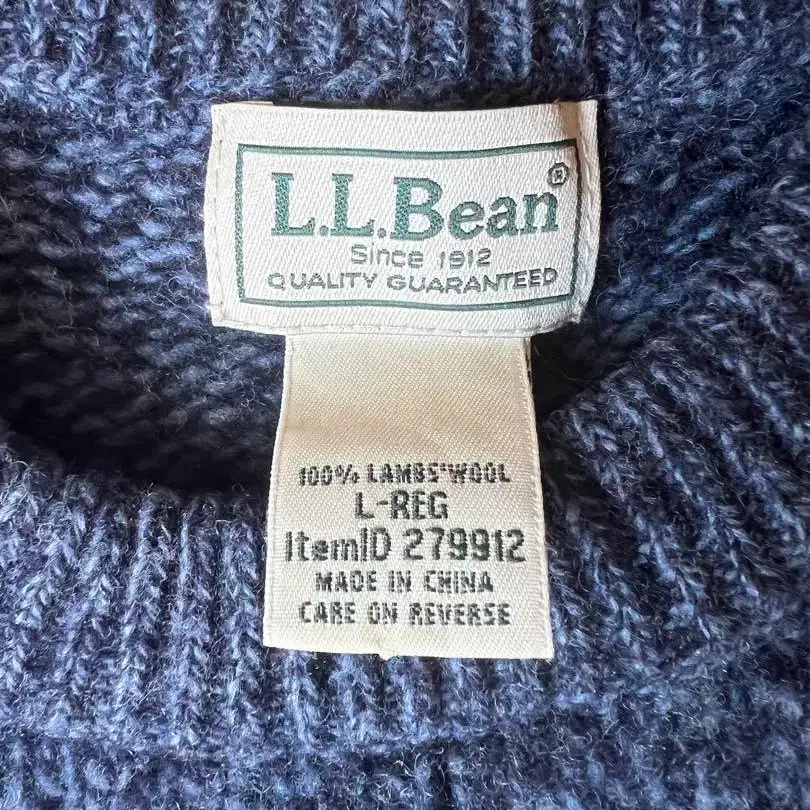 L.L.Bean®
Since 1912
QUALITY GUARANTEED
100% LAMBS'WOOL
L-REG
ItemID 279912
MADE IN CHINA
CARE ON REVERSE